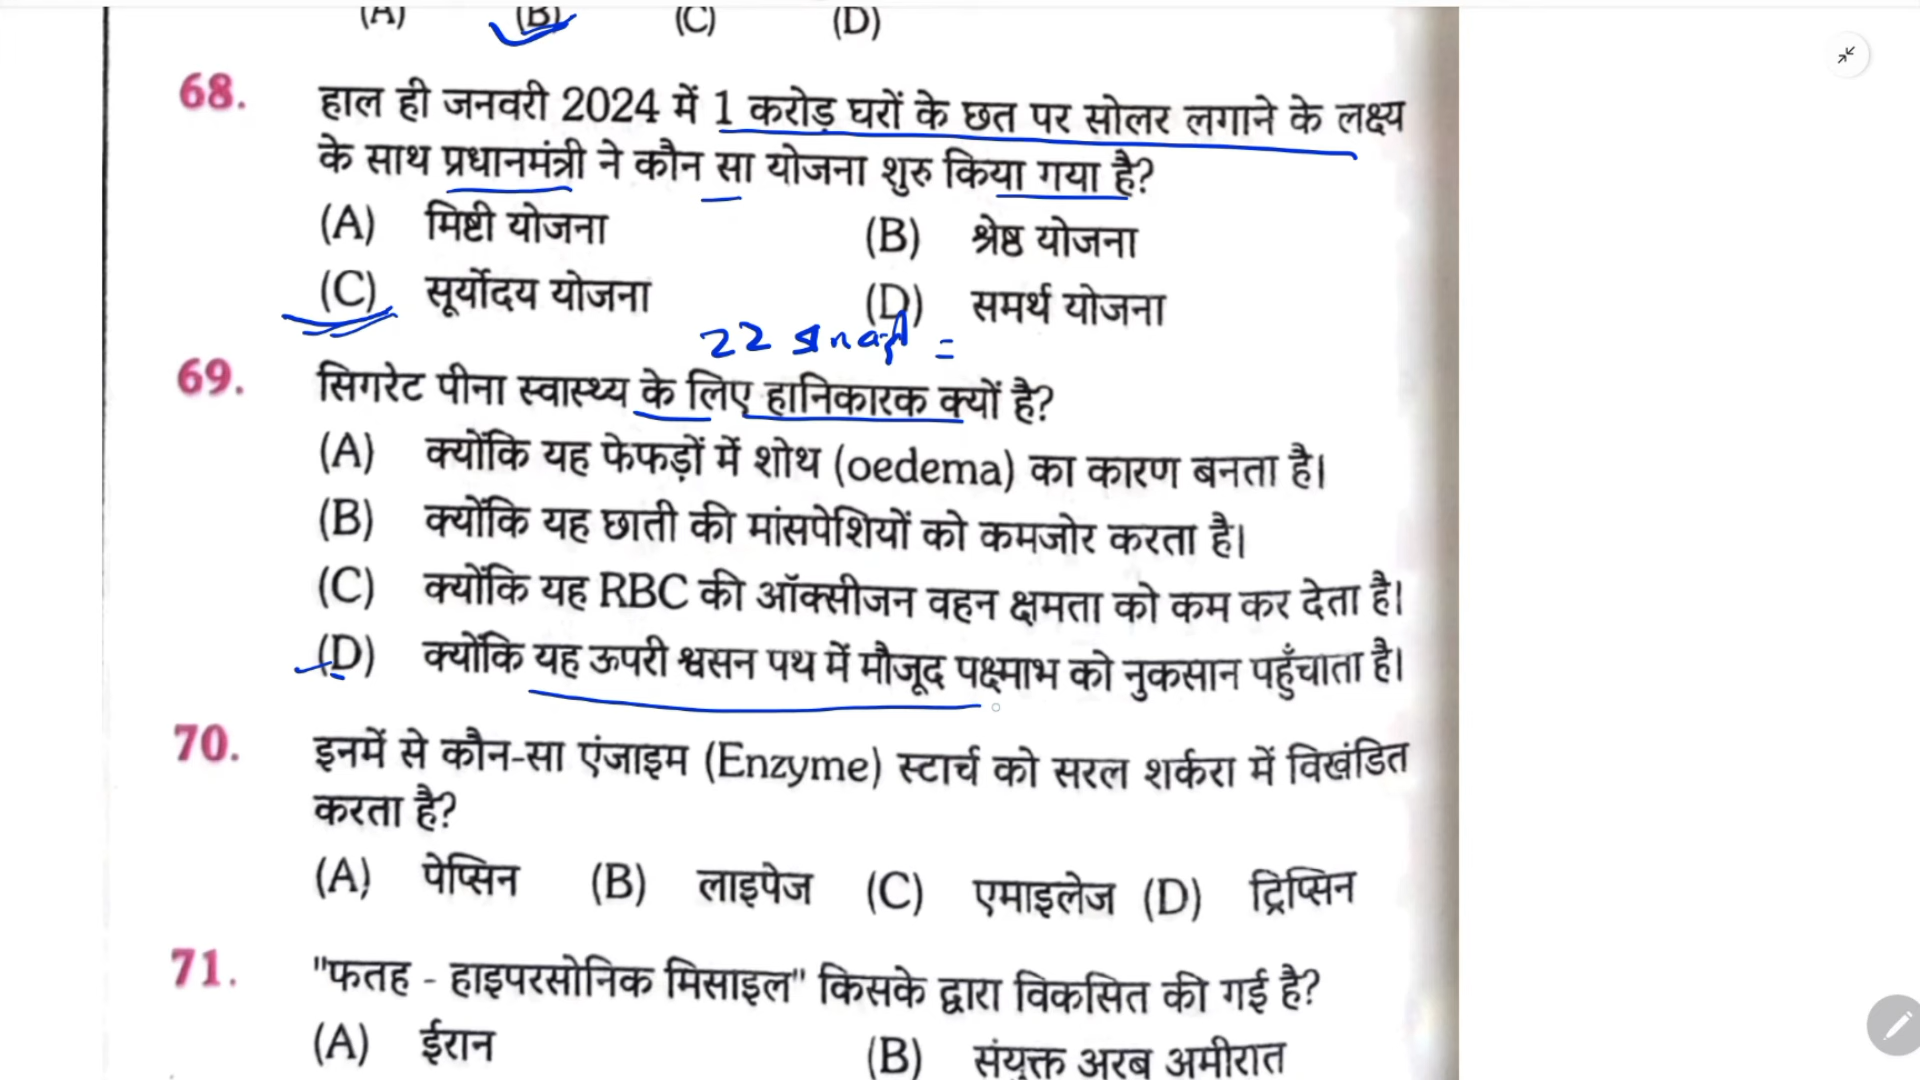 (A) (B) (C) (D)
68. हाल ही जनवरी 2024 में 1 करोड़ घरों के छत पर सोलर लगाने के लक्ष्य
के साथ प्रधानमंत्री ने कौन सा योजना शुरु किया गया है?
(A) मिष्टी योजना (B) श्रेष्ठ योजना
(C) सूर्योदय योजना (D) समर्थ योजना
22 =
69. सिगरेट पीना स्वास्थ्य के लिए हानिकारक क्यों है?
(A) क्योंकि यह फेफड़ों में शोथ (oedema) का कारण बनता है।
(B) क्योंकि यह छाती की मांसपेशियों को कमजोर करता है।
(C) क्योंकि यह RBC की ऑक्सीजन वहन क्षमता को कम कर देता है।
(D) क्योंकि यह ऊपरी श्वसन पथ में मौजूद पक्ष्माभ को नुकसान पहुँचाता है।
70. इनमें से कौन-सा एंजाइम (Enzyme) स्टार्च को सरल शर्करा में विखंडित
करता है?
(A) पेप्सिन (B) लाइपेज (C) एमाइलेज (D) ट्रिप्सिन
71. "फतह - हाइपरसोनिक मिसाइल" किसके द्वारा विकसित की गई है?
(A) ईरान (B) संयुक्त अरब अमीरात